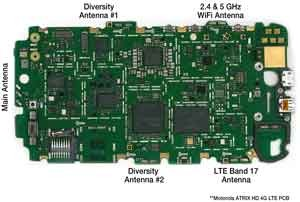 Diversity
Antenna #1
2.4 & 5 GHz
WiFi Antenna
Main Antenna
Diversity
Antenna #2
LTE Band 17
Antenna
*Motorola ATRIX HD 4G LTE PCB